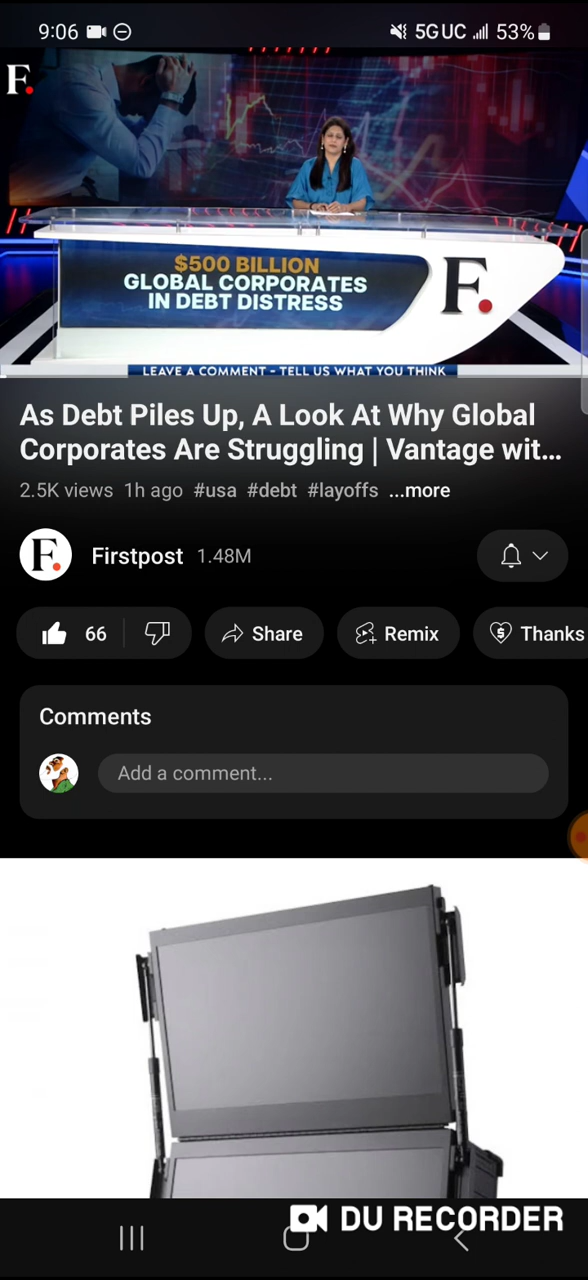 9:06 5GUC 53%
F.
$500 BILLION
GLOBAL CORPORATES
IN DEBT DISTRESS
F.
LEAVE A COMMENT - TELL US WHAT YOU THINK
As Debt Piles Up, A Look At Why Global
Corporates Are Struggling | Vantage wit...
2.5K views 1h ago #usa #debt #layoffs ...more
F. Firstpost 1.48M
66 Share Remix Thanks
Comments
Add a comment...
DU RECORDER